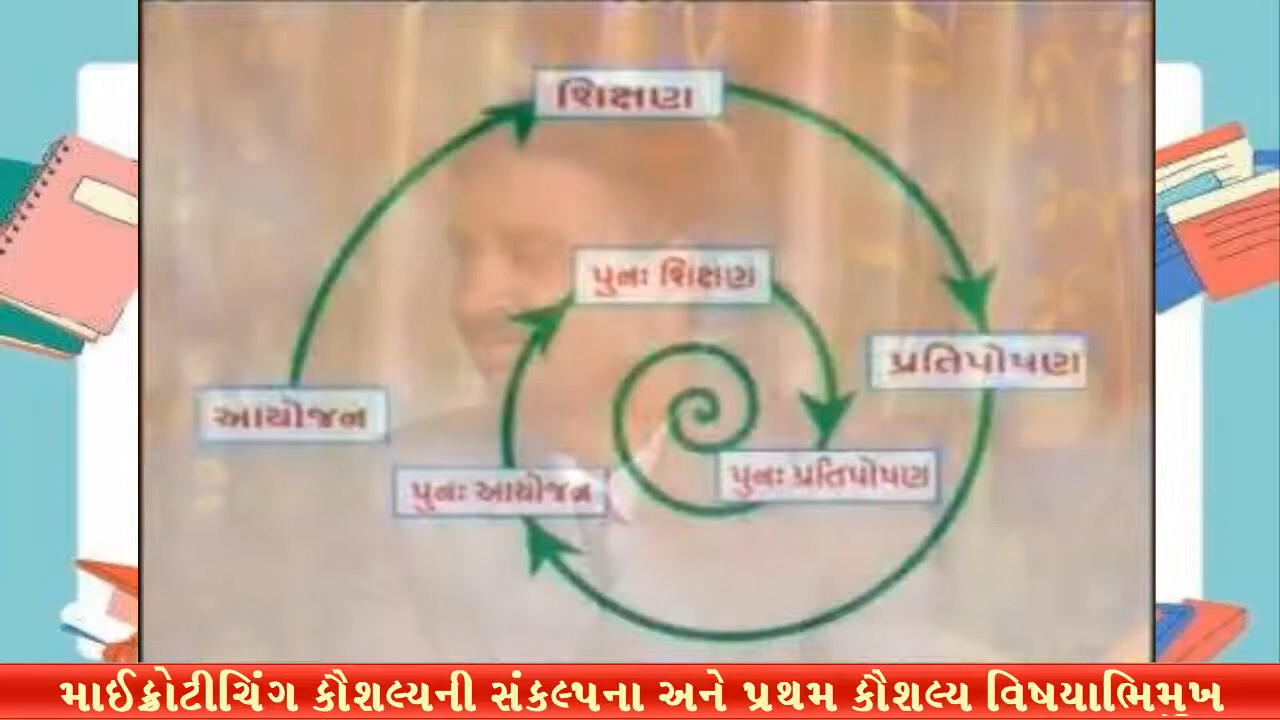 શિક્ષણ
પુનઃ શિક્ષણ
પ્રતિપોષણ
આયોજન
પુનઃ પ્રતિપોષણ
પુનઃ આયોજન
માઈક્રોટીચિંગ કૌશલ્યની સંકલ્પના અને પ્રથમ કૌશલ્ય વિષયાભિમુખ